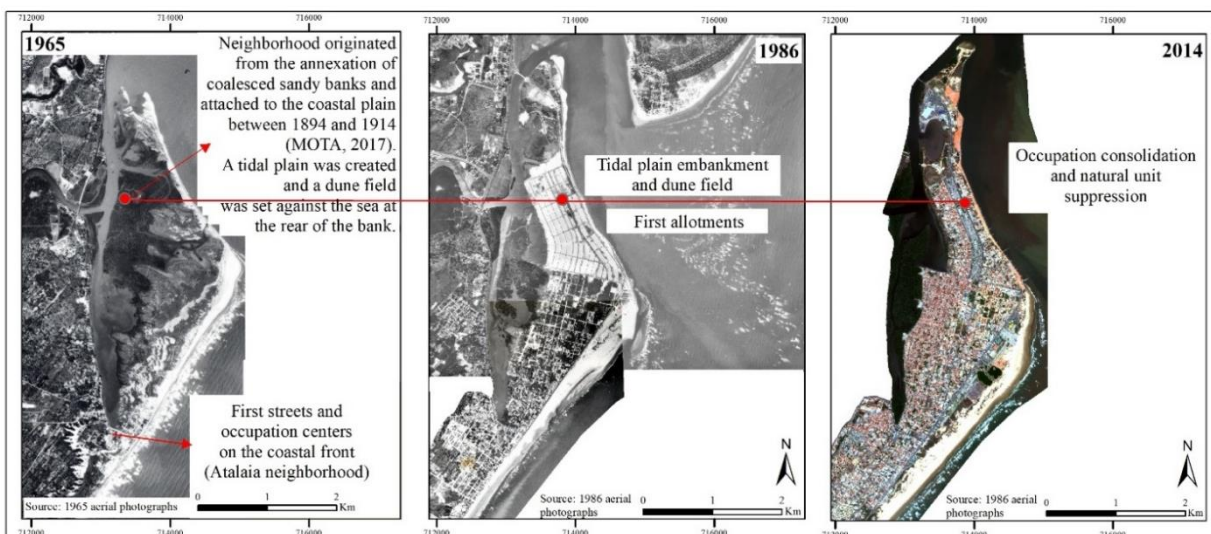 712000
714000
716000
712000
714000
716000
712000
714000
716000
1965
Neighborhood originated
from the annexation of
coalesced sandy banks and
attached to the coastal plain
between 1894 and 1914
(MOTA, 2017).
A tidal plain was created
and a dune field
was set against the sea at
the rear of the bank.
First streets and
occupation centers
on the coastal front
(Atalaia neighborhood)
Source: 1965 aerial photographs
0 1 2
Km
1986
Tidal plain embankment
and dune field
First allotments
N
Source: 1986 aerial
photographs
0 1 2
Km
2014
Occupation consolidation
and natural unit
suppression
N
Source: 1986 aerial
photographs
0 1 2
Km
712000
714000
716000
712000
714000
716000
712000
714000
716000